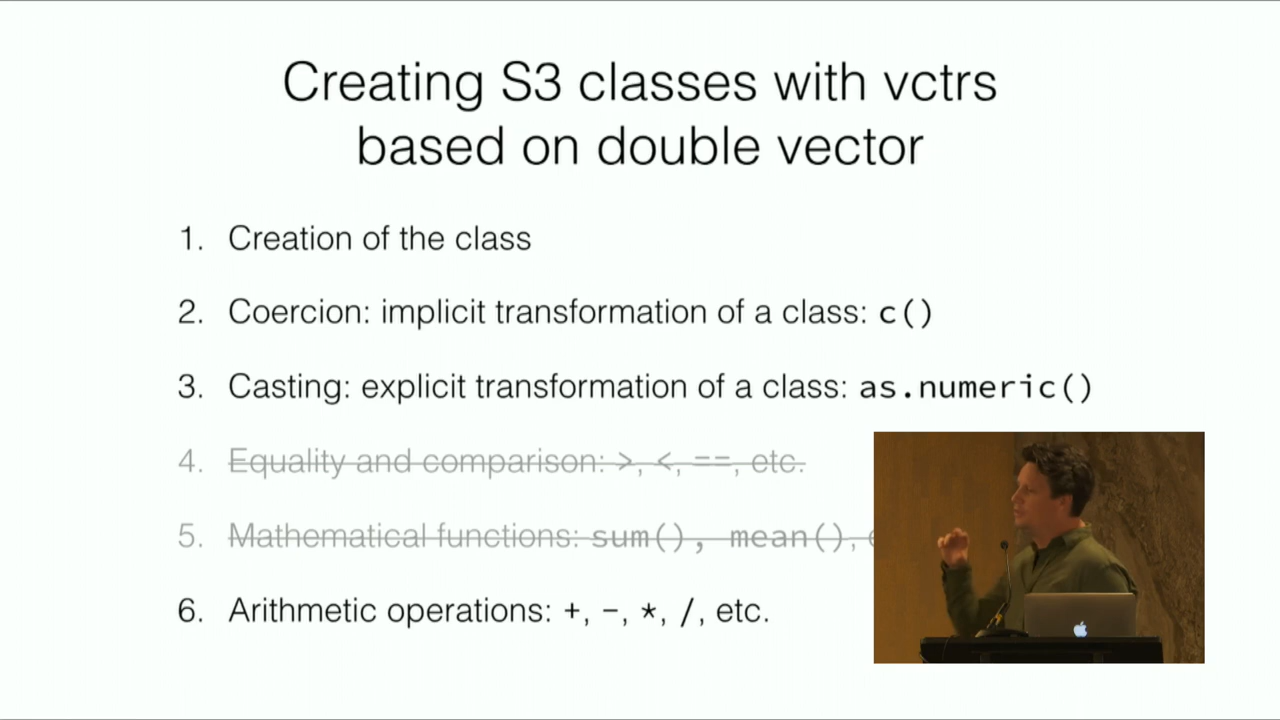 Creating S3 classes with vctrs
based on double vector
1. Creation of the class
2. Coercion: implicit transformation of a class: c()
3. Casting: explicit transformation of a class: as.numeric()
4. Equality and comparison: >, <, ==, etc.
5. Mathematical functions: sum(), mean(),
6. Arithmetic operations: +, -, *, /, etc.